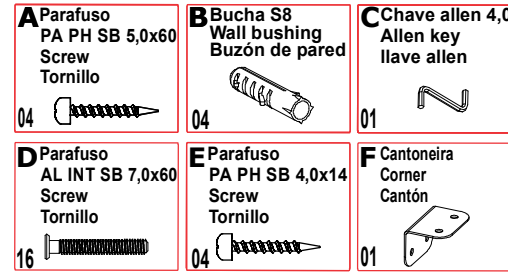 A Parafuso
PA PH SB 5,0x60
Screw
Tornillo
04
B Bucha S8
Wall bushing
Buzón de pared
04
C Chave allen 4,0
Allen key
llave allen
01
D Parafuso
AL INT SB 7,0x60
Screw
Tornillo
16
E Parafuso
PA PH SB 4,0x14
Screw
Tornillo
04
F Cantoneira
Corner
Cantón
01